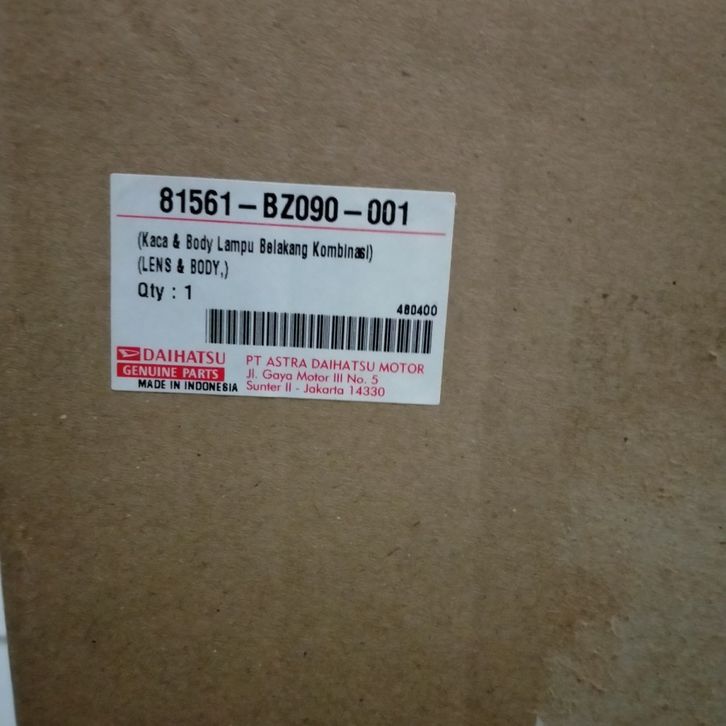 81561-BZ090-001
(Kaca & Body Lampu Belakang Kombinasi)
(LENS & BODY,)
Qty : 1
480400
DAIHATSU
GENUINE PARTS
MADE IN INDONESIA
PT ASTRA DAIHATSU MOTOR
Jl. Gaya Motor III No. 5
Sunter II - Jakarta 14330